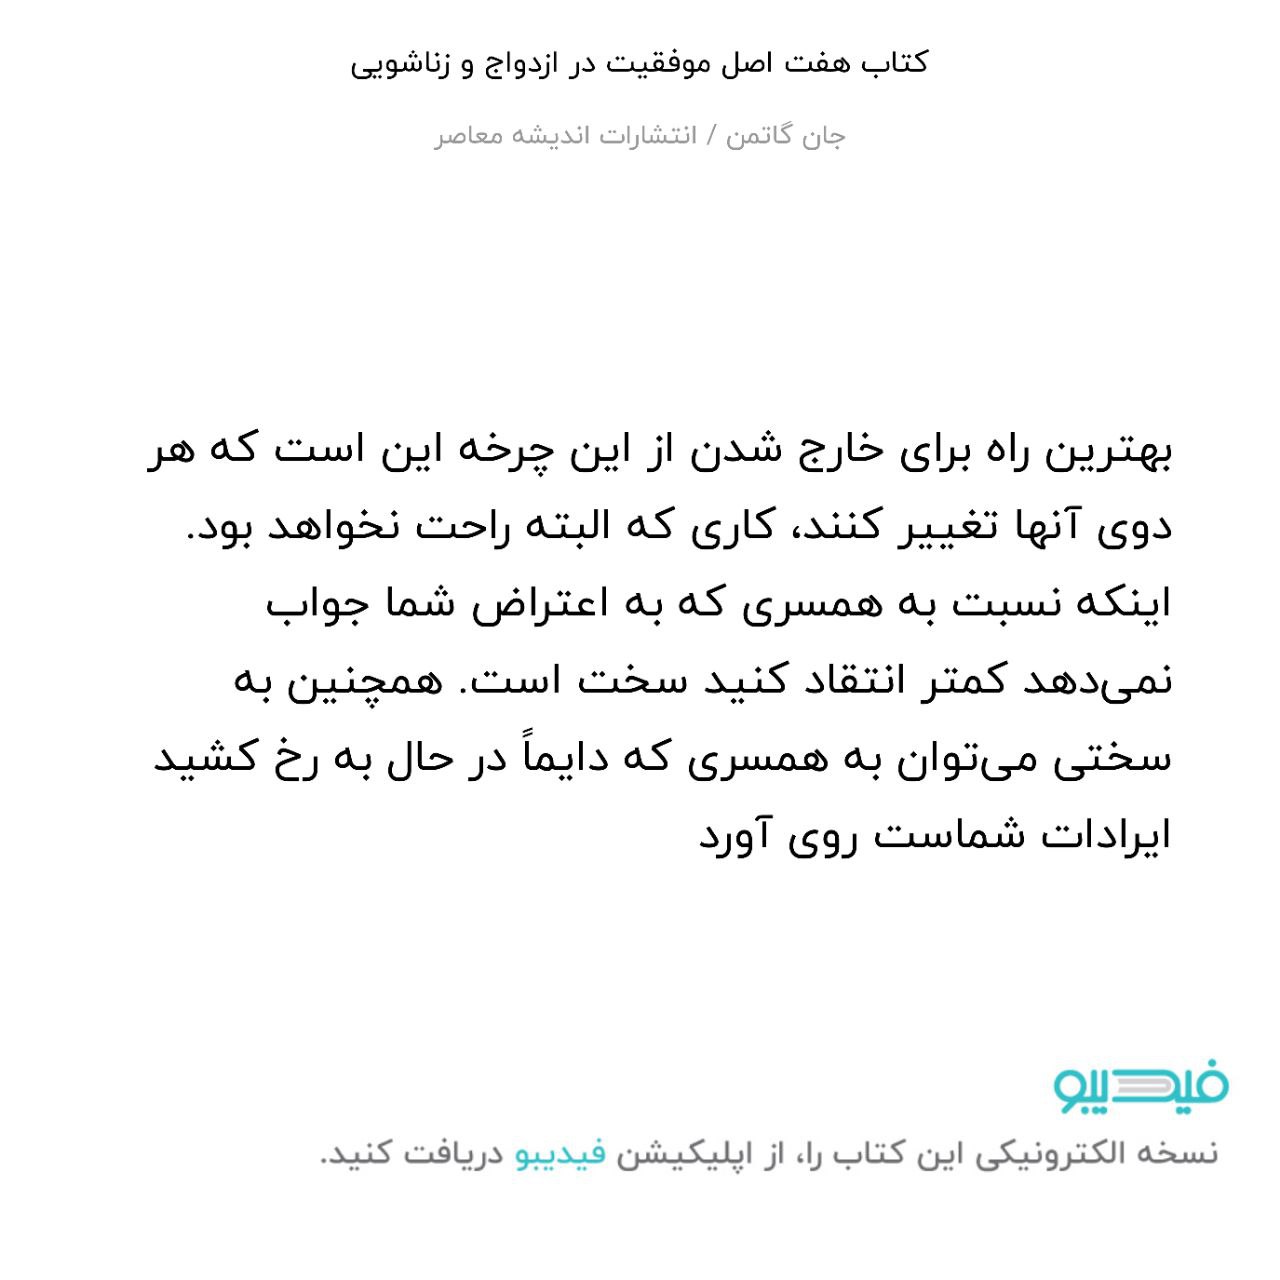 کتاب هفت اصل موفقیت در ازدواج و زناشویی
جان گاتمن / انتشارات اندیشه معاصر
بهترین راه برای خارج شدن از این چرخه این است که هر
دوی آنها تغییر کنند، کاری که البته راحت نخواهد بود.
اینکه نسبت به همسری که به اعتراض شما جواب
نمی‌دهد کمتر انتقاد کنید سخت است. همچنین به
سختی می‌توان به همسری که دایماً در حال به رخ کشید
ایرادات شماست روی آورد
فیدیبو
نسخه الکترونیکی این کتاب را، از اپلیکیشن فیدیبو دریافت کنید.